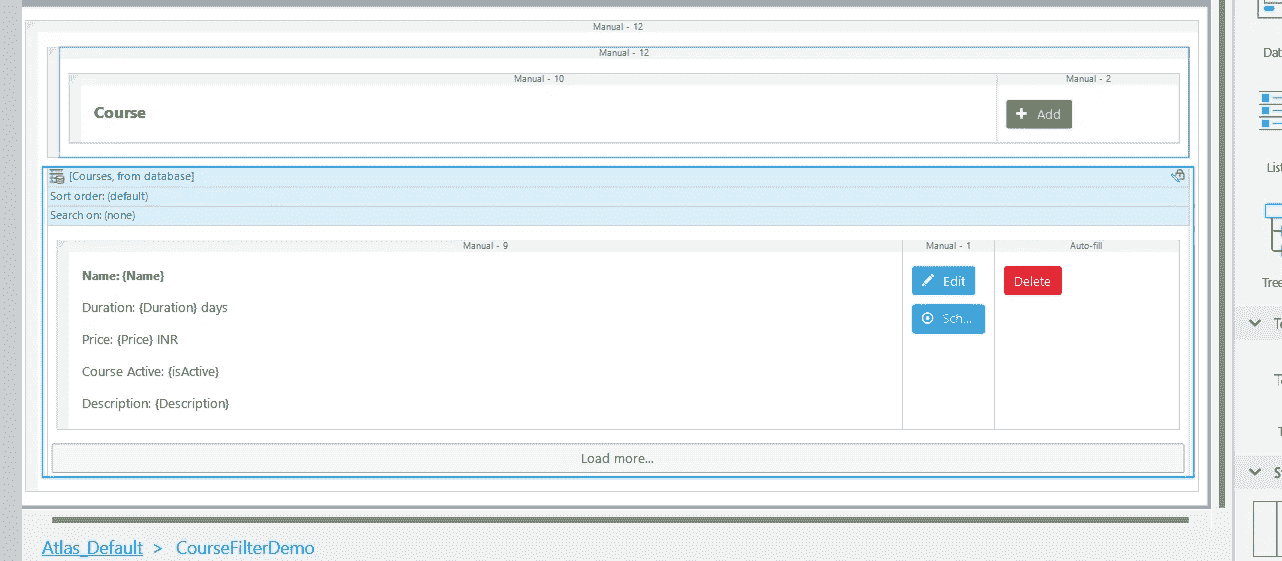 Manual - 12
Manual - 12
Manual - 10
Manual - 2
Course
Add
[Courses, from database]
Sort order: (default)
Search on: (none)
Manual - 9
Manual - 1
Auto-fill
Name: {Name}
Edit
Delete
Duration: {Duration} days
Sch...
Price: {Price} INR
Course Active: {isActive}
Description: {Description}
Load more...
Atlas_Default > CourseFilterDemo
Dat
List
Tree